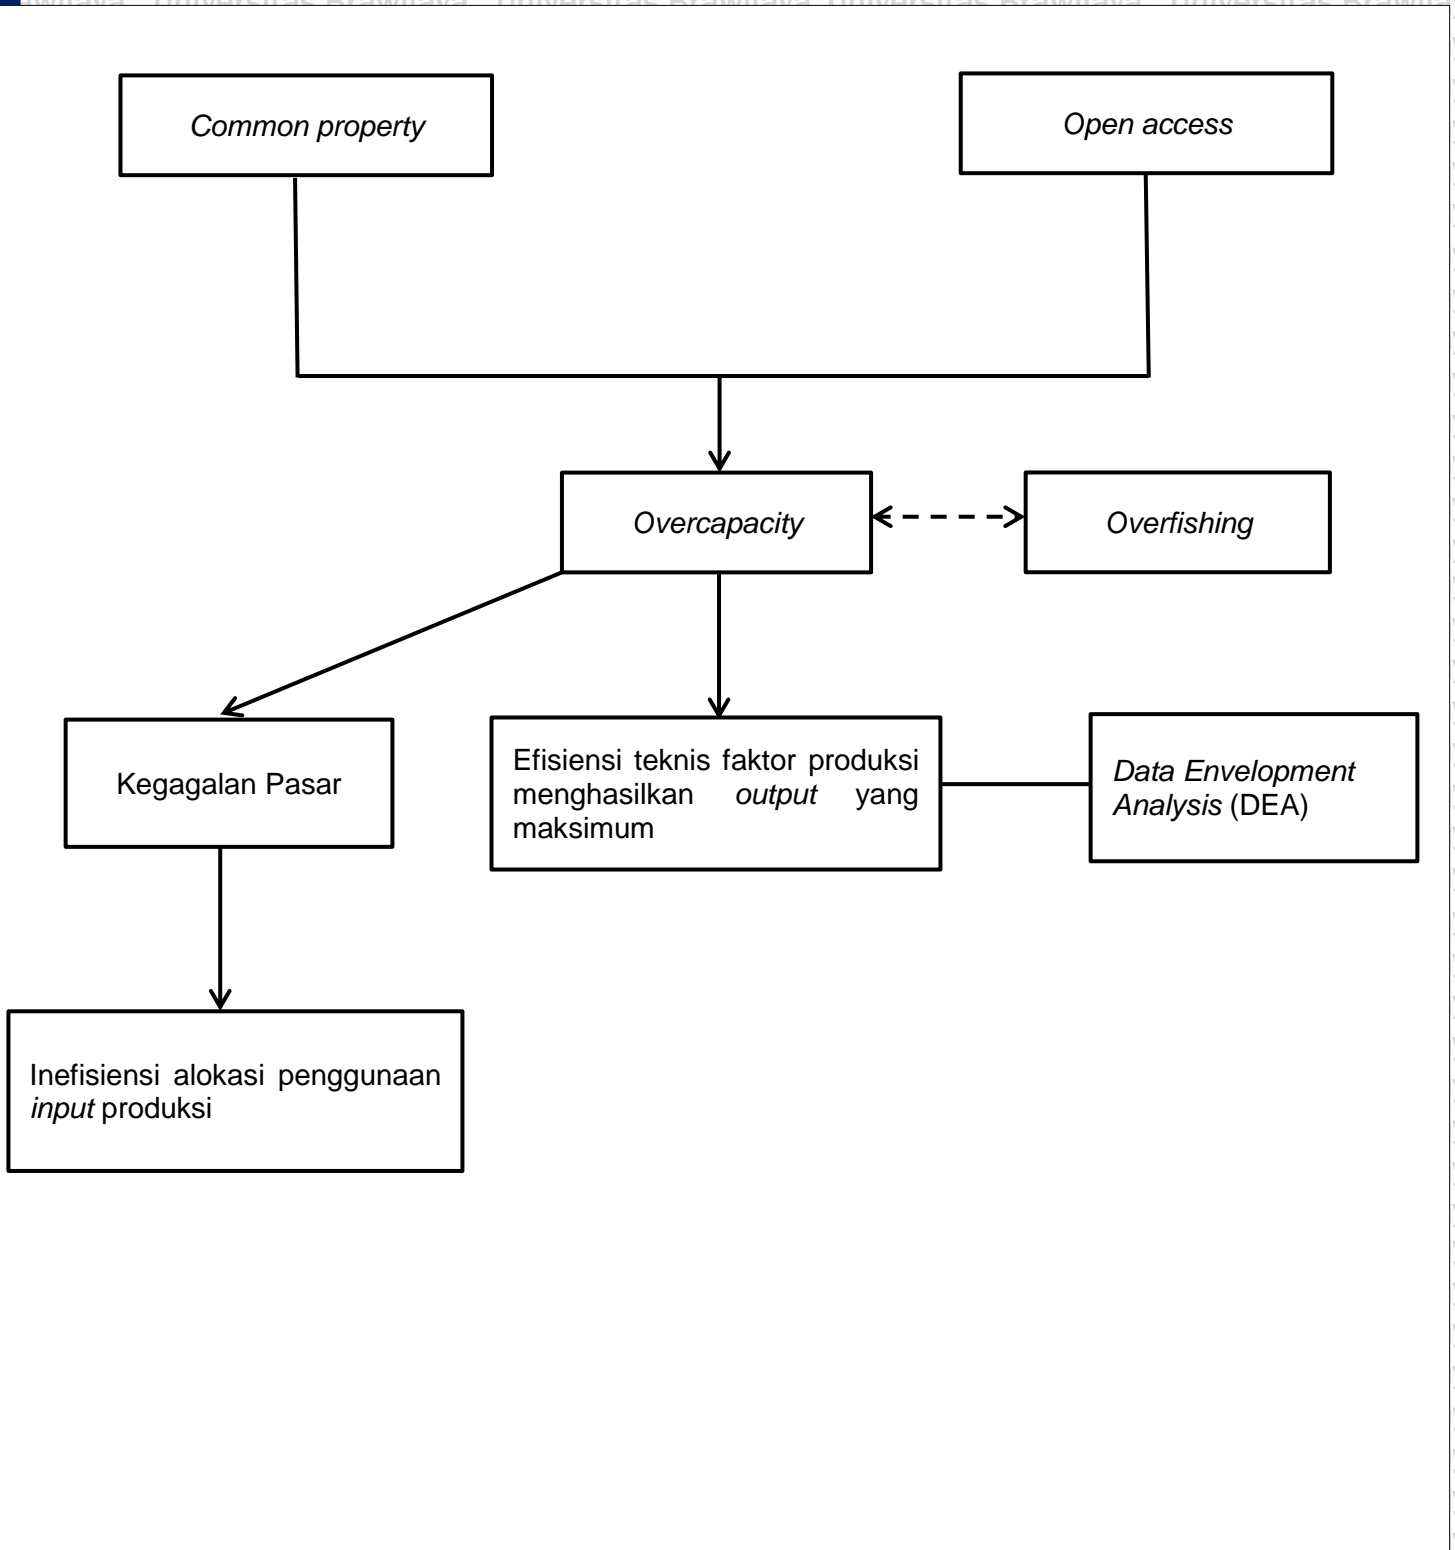 Common property
Open access
Overcapacity
Overfishing
Kegagalan Pasar
Efisiensi teknis faktor produksi
menghasilkan output yang
maksimum
Data Envelopment
Analysis (DEA)
Inefisiensi alokasi penggunaan
input produksi